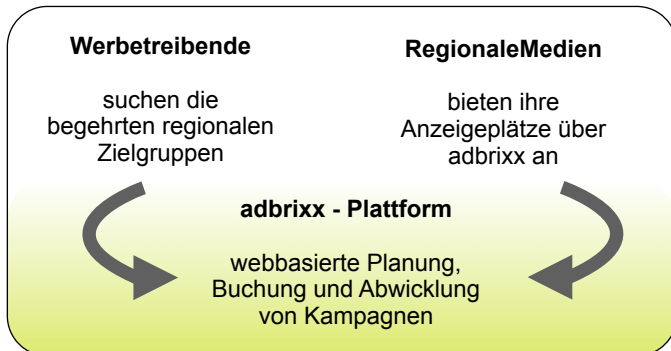 Werbetreibende
suchen die
begehrten regionalen
Zielgruppen
RegionaleMedien
bieten ihre
Anzeigeplätze über
adbrixx an
adbrixx - Plattform
webbasierte Planung,
Buchung und Abwicklung
von Kampagnen